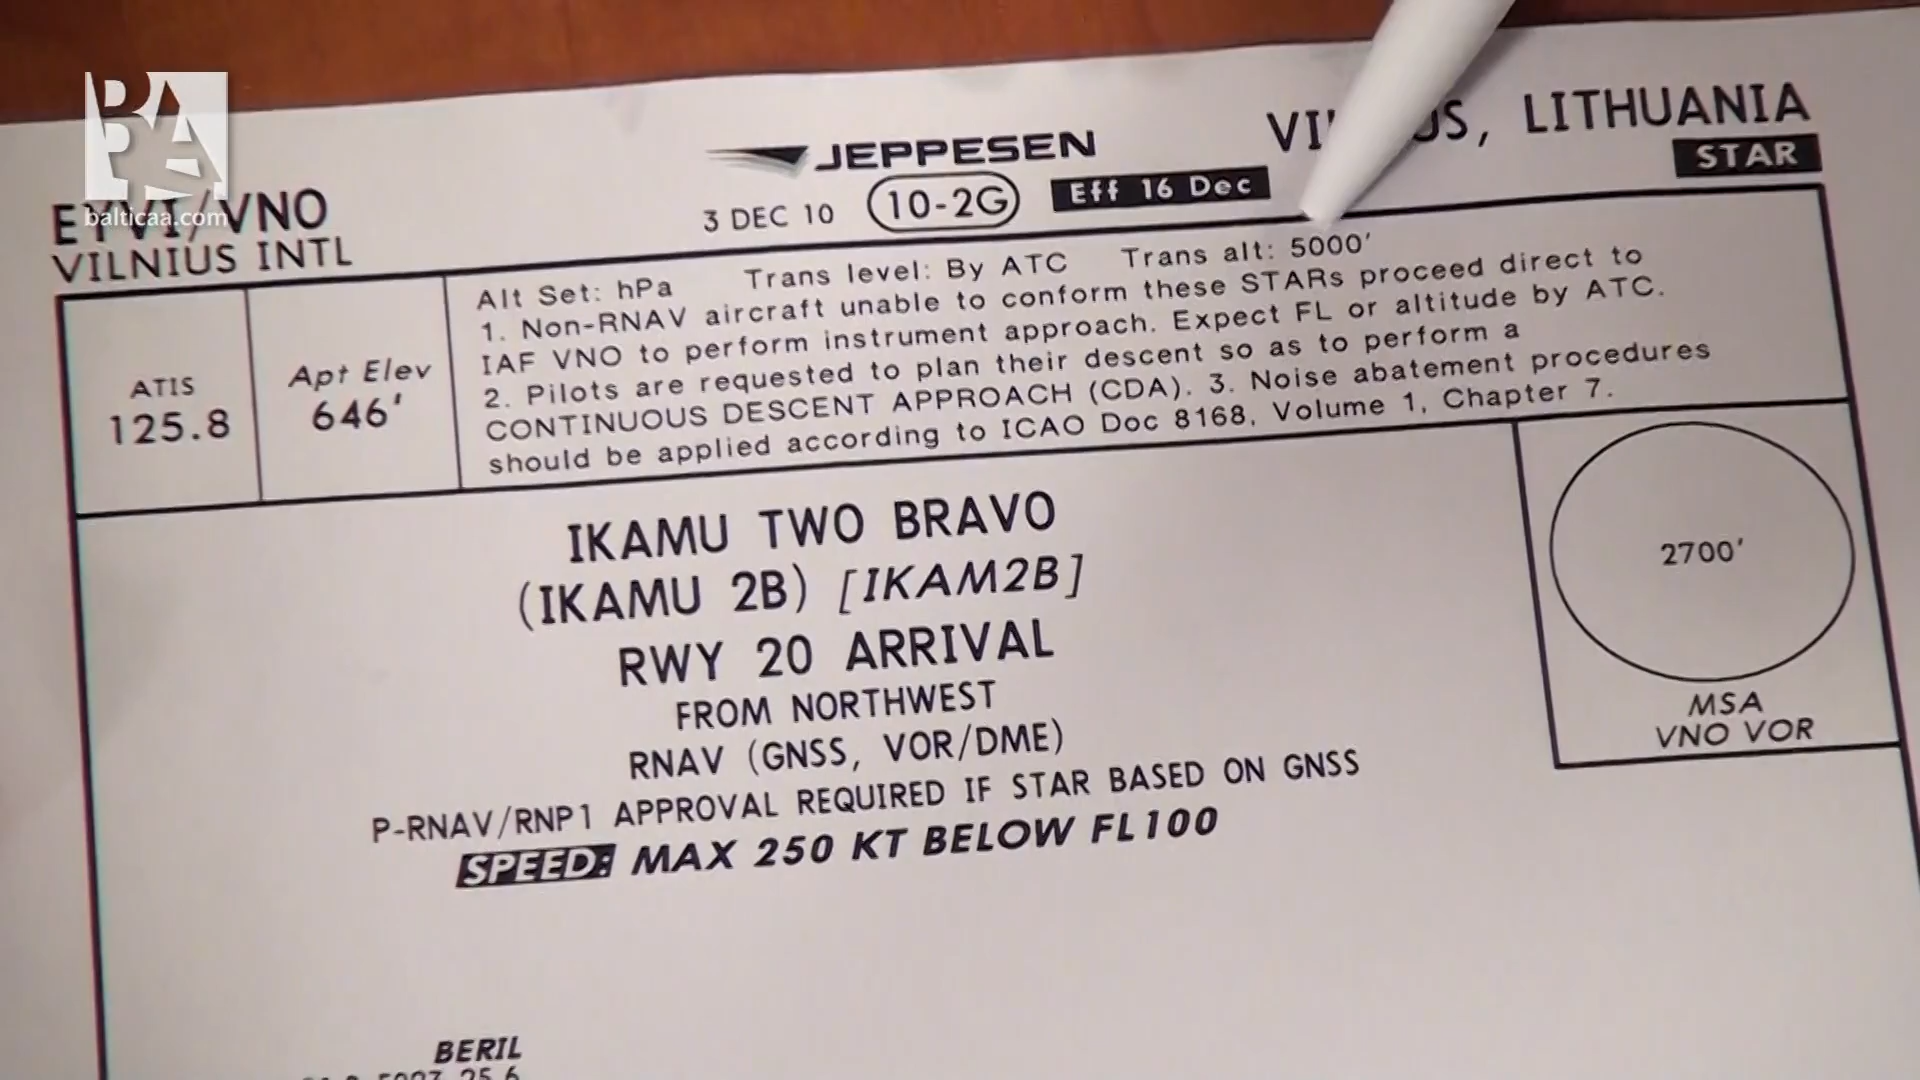 BAA
balticaa.com
JEPPESEN
LITHUANIA
STAR
3 DEC 10
10-2G
Eff 16 Dec
EYVI/VNO
VILNIUS INTL
ATIS
125.8
Apt Elev
646'
Alt Set: hPa Trans level: By ATC Trans alt: 5000'
1. Non-RNAV aircraft unable to conform these STARs proceed direct to
IAF VNO to perform instrument approach. Expect FL or altitude by ATC.
2. Pilots are requested to plan their descent so as to perform a
CONTINUOUS DESCENT APPROACH (CDA). 3. Noise abatement procedures
should be applied according to ICAO Doc 8168, Volume 1, Chapter 7.
IKAMU TWO BRAVO
(IKAMU 2B) [IKAM2B]
RWY 20 ARRIVAL
FROM NORTHWEST
RNAV (GNSS, VOR/DME)
P-RNAV/RNP1 APPROVAL REQUIRED IF STAR BASED ON GNSS
SPEED: MAX 250 KT BELOW FL100
2700'
MSA
VNO VOR
BERIL